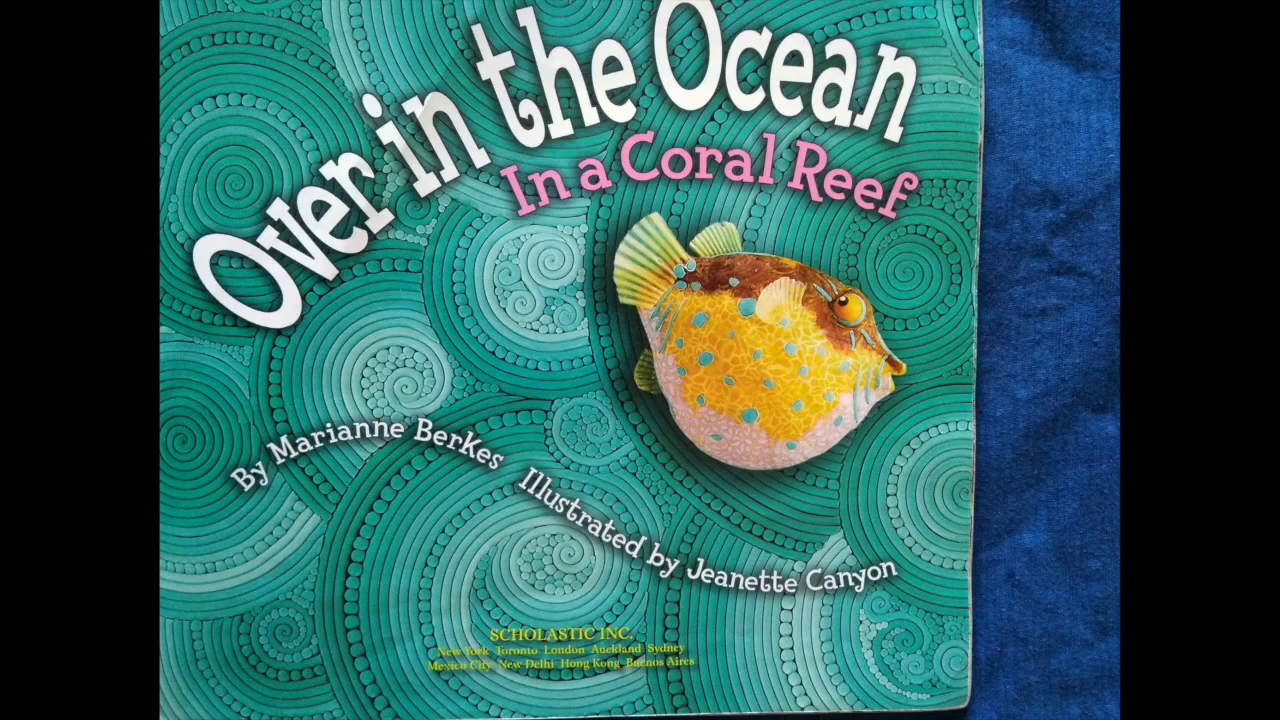 Over in the Ocean
In a Coral Reef
By Marianne Berkes
Illustrated by Jeanette Canyon
SCHOLASTIC INC.
New York Toronto London Auckland Sydney
Mexico City New Delhi Hong Kong Buenos Aires